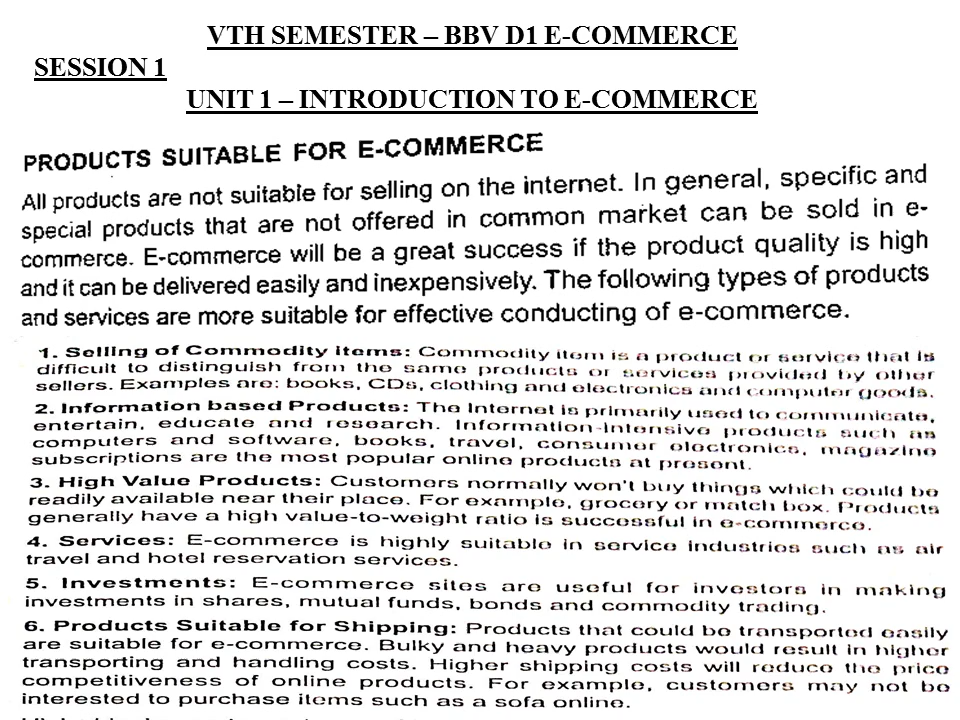 VTH SEMESTER – BBV D1 E-COMMERCE
SESSION 1
UNIT 1 – INTRODUCTION TO E-COMMERCE
PRODUCTS SUITABLE FOR E-COMMERCE
All products are not suitable for selling on the internet. In general, specific and
special products that are not offered in common market can be sold in e-
commerce. E-commerce will be a great success if the product quality is high
and it can be delivered easily and inexpensively. The following types of products
and services are more suitable for effective conducting of e-commerce.
1. Selling of Commodity items: Commodity item is a product or service that is
difficult to distinguish from the same products or services provided by other
sellers. Examples are: books, CDs, clothing and electronics and computer goods.
2. Information based Products: The Internet is primarily used to communicate,
entertain, educate and research. Information-Intensive products such as
computers and software, books, travel, consumer electronics, magazine
subscriptions are the most popular online products at present.
3. High Value Products: Customers normally won't buy things which could be
readily available near their place. For example, grocery or match box. Products
generally have a high value-to-weight ratio is successful in e-commerce.
4. Services: E-commerce is highly suitable in service industries such as air
travel and hotel reservation services.
5. Investments: E-commerce sites are useful for investors in making
investments in shares, mutual funds, bonds and commodity trading.
6. Products Suitable for Shipping: Products that could be transported easily
are suitable for e-commerce. Bulky and heavy products would result in higher
transporting and handling costs. Higher shipping costs will reduce the price
competitiveness of online products. For example, customers may not be
interested to purchase items such as a sofa online.